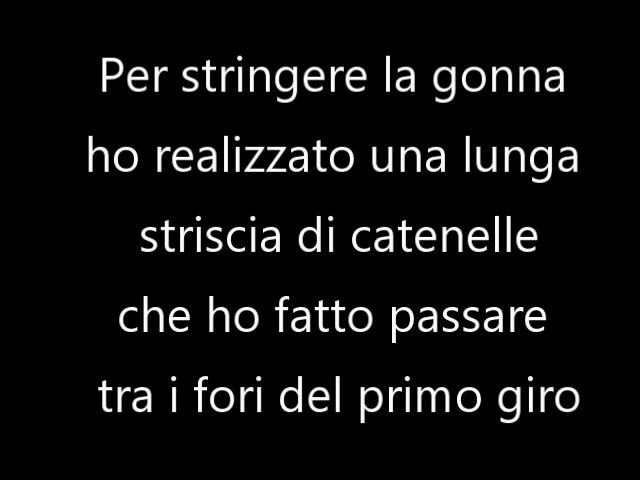 Per stringere la gonna
ho realizzato una lunga
striscia di catenelle
che ho fatto passare
tra i fori del primo giro